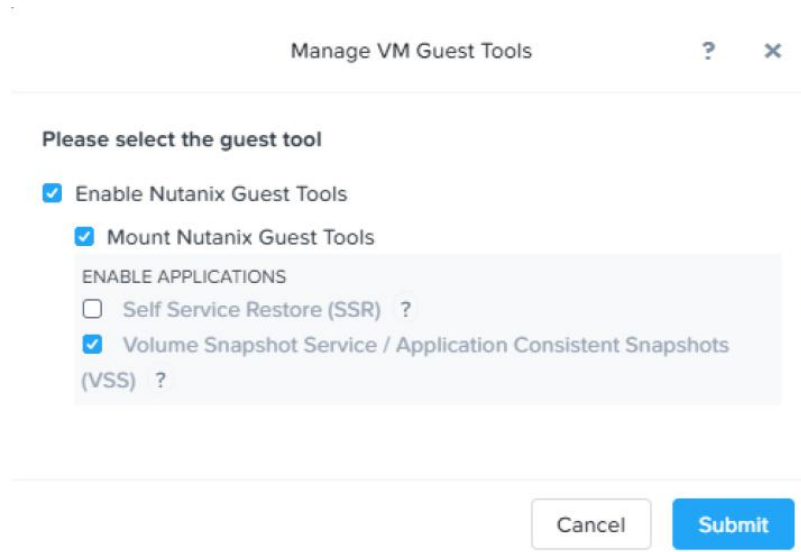 Manage VM Guest Tools ? ×
Please select the guest tool
Enable Nutanix Guest Tools
Mount Nutanix Guest Tools
ENABLE APPLICATIONS
Self Service Restore (SSR) ?
Volume Snapshot Service / Application Consistent Snapshots
(VSS) ?
Cancel Submit